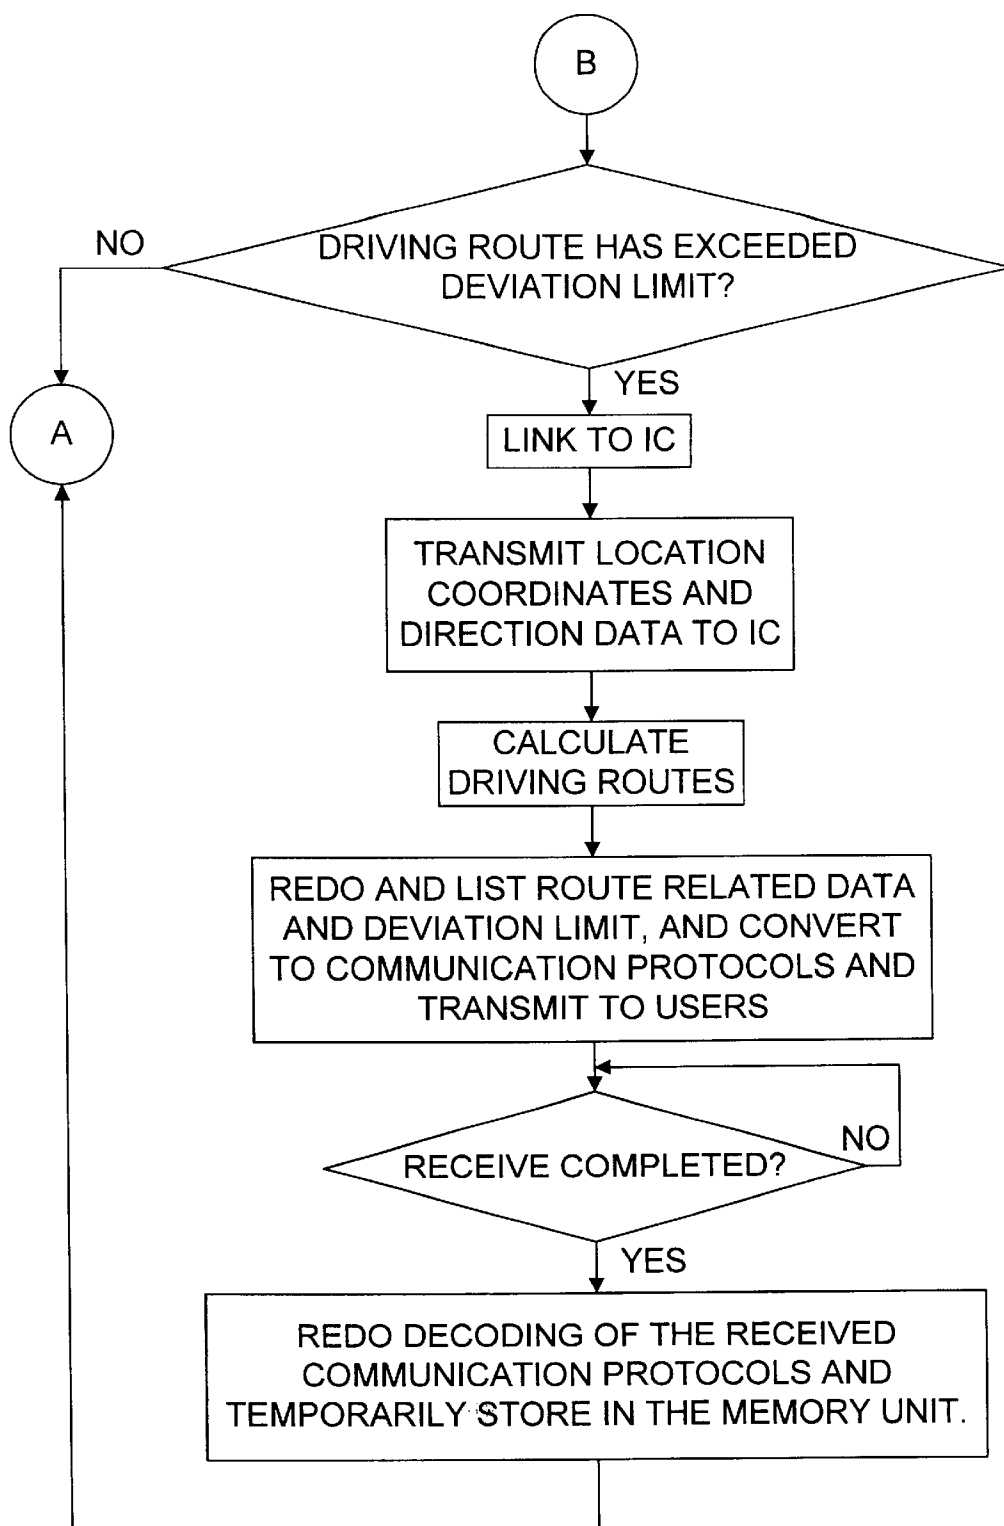 B
NO
DRIVING ROUTE HAS EXCEEDED
DEVIATION LIMIT?
YES
A
LINK TO IC
TRANSMIT LOCATION
COORDINATES AND
DIRECTION DATA TO IC
CALCULATE
DRIVING ROUTES
REDO AND LIST ROUTE RELATED DATA
AND DEVIATION LIMIT, AND CONVERT
TO COMMUNICATION PROTOCOLS AND
TRANSMIT TO USERS
NO
RECEIVE COMPLETED?
YES
REDO DECODING OF THE RECEIVED
COMMUNICATION PROTOCOLS AND
TEMPORARILY STORE IN THE MEMORY UNIT.